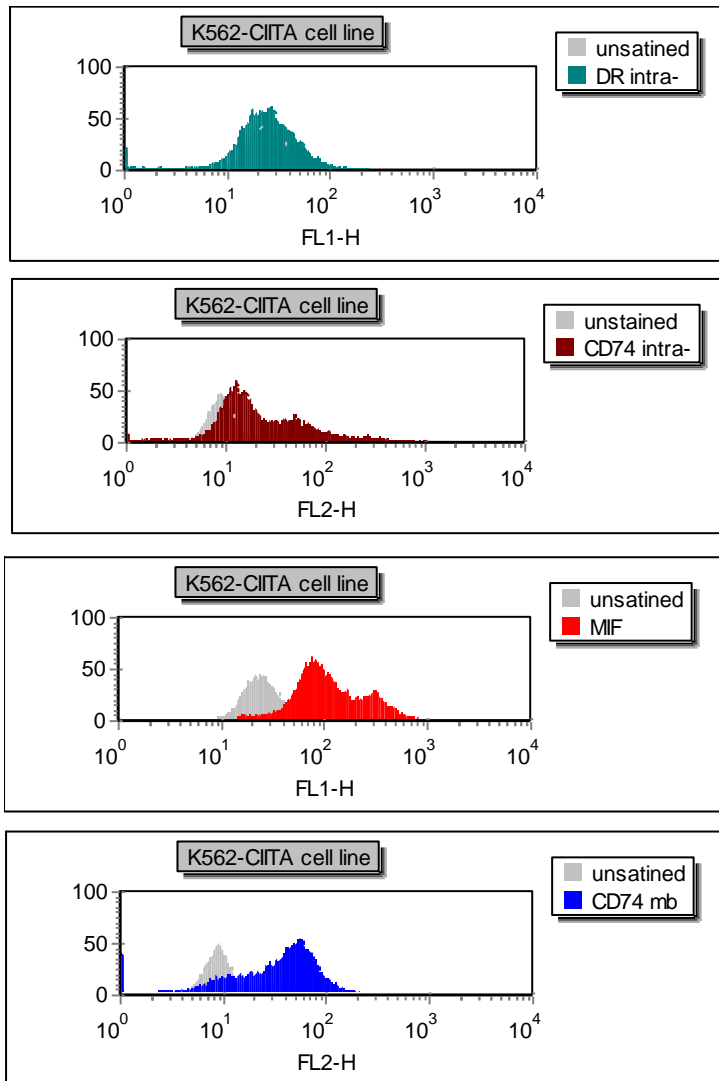 K562-CIITA cell line
unsatined
DR intra-
100
50
0
10^0 10^1 10^2 10^3 10^4
FL1-H
K562-CIITA cell line
unstained
CD74 intra-
100
50
0
10^0 10^1 10^2 10^3 10^4
FL2-H
K562-CIITA cell line
unsatined
MIF
100
50
0
10^0 10^1 10^2 10^3 10^4
FL1-H
K562-CIITA cell line
unsatined
CD74 mb
100
50
0
10^0 10^1 10^2 10^3 10^4
FL2-H